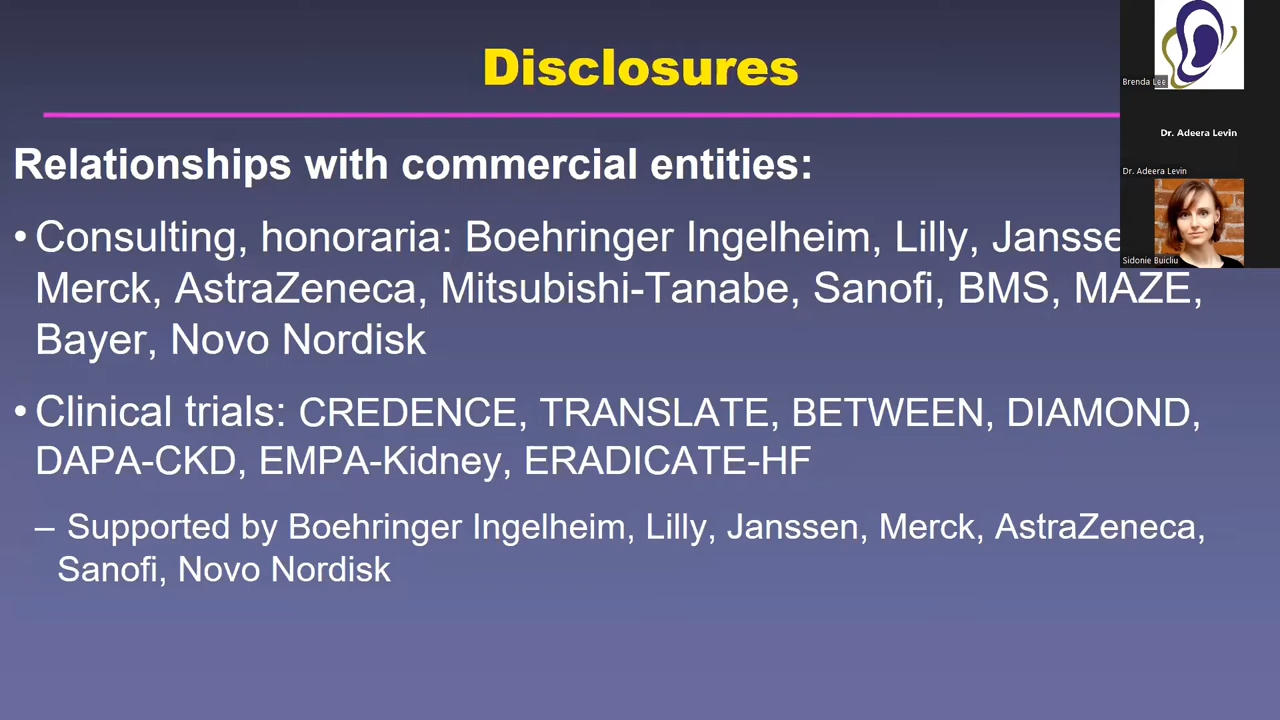 Disclosures
Relationships with commercial entities:
• Consulting, honoraria: Boehringer Ingelheim, Lilly,
Merck, AstraZeneca, Mitsubishi-Tanabe, Sanofi, BMS, MAZE,
Bayer, Novo Nordisk
• Clinical trials: CREDENCE, TRANSLATE, BETWEEN, DIAMOND,
DAPA-CKD, EMPA-Kidney, ERADICATE-HF
– Supported by Boehringer Ingelheim, Lilly, Janssen, Merck, AstraZeneca,
Sanofi, Novo Nordisk
Brenda Lee
Dr. Adeera Levin
Dr. Adeera Levin
Sidonie Buicliu